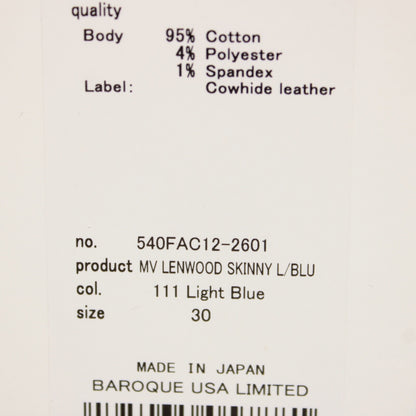 quality
Body 95% Cotton
4% Polyester
1% Spandex
Label: Cowhide leather
no. 540FAC12-2601
product MV LENWOOD SKINNY L/BLU
col. 111 Light Blue
size 30
MADE IN JAPAN
BAROQUE USA LIMITED